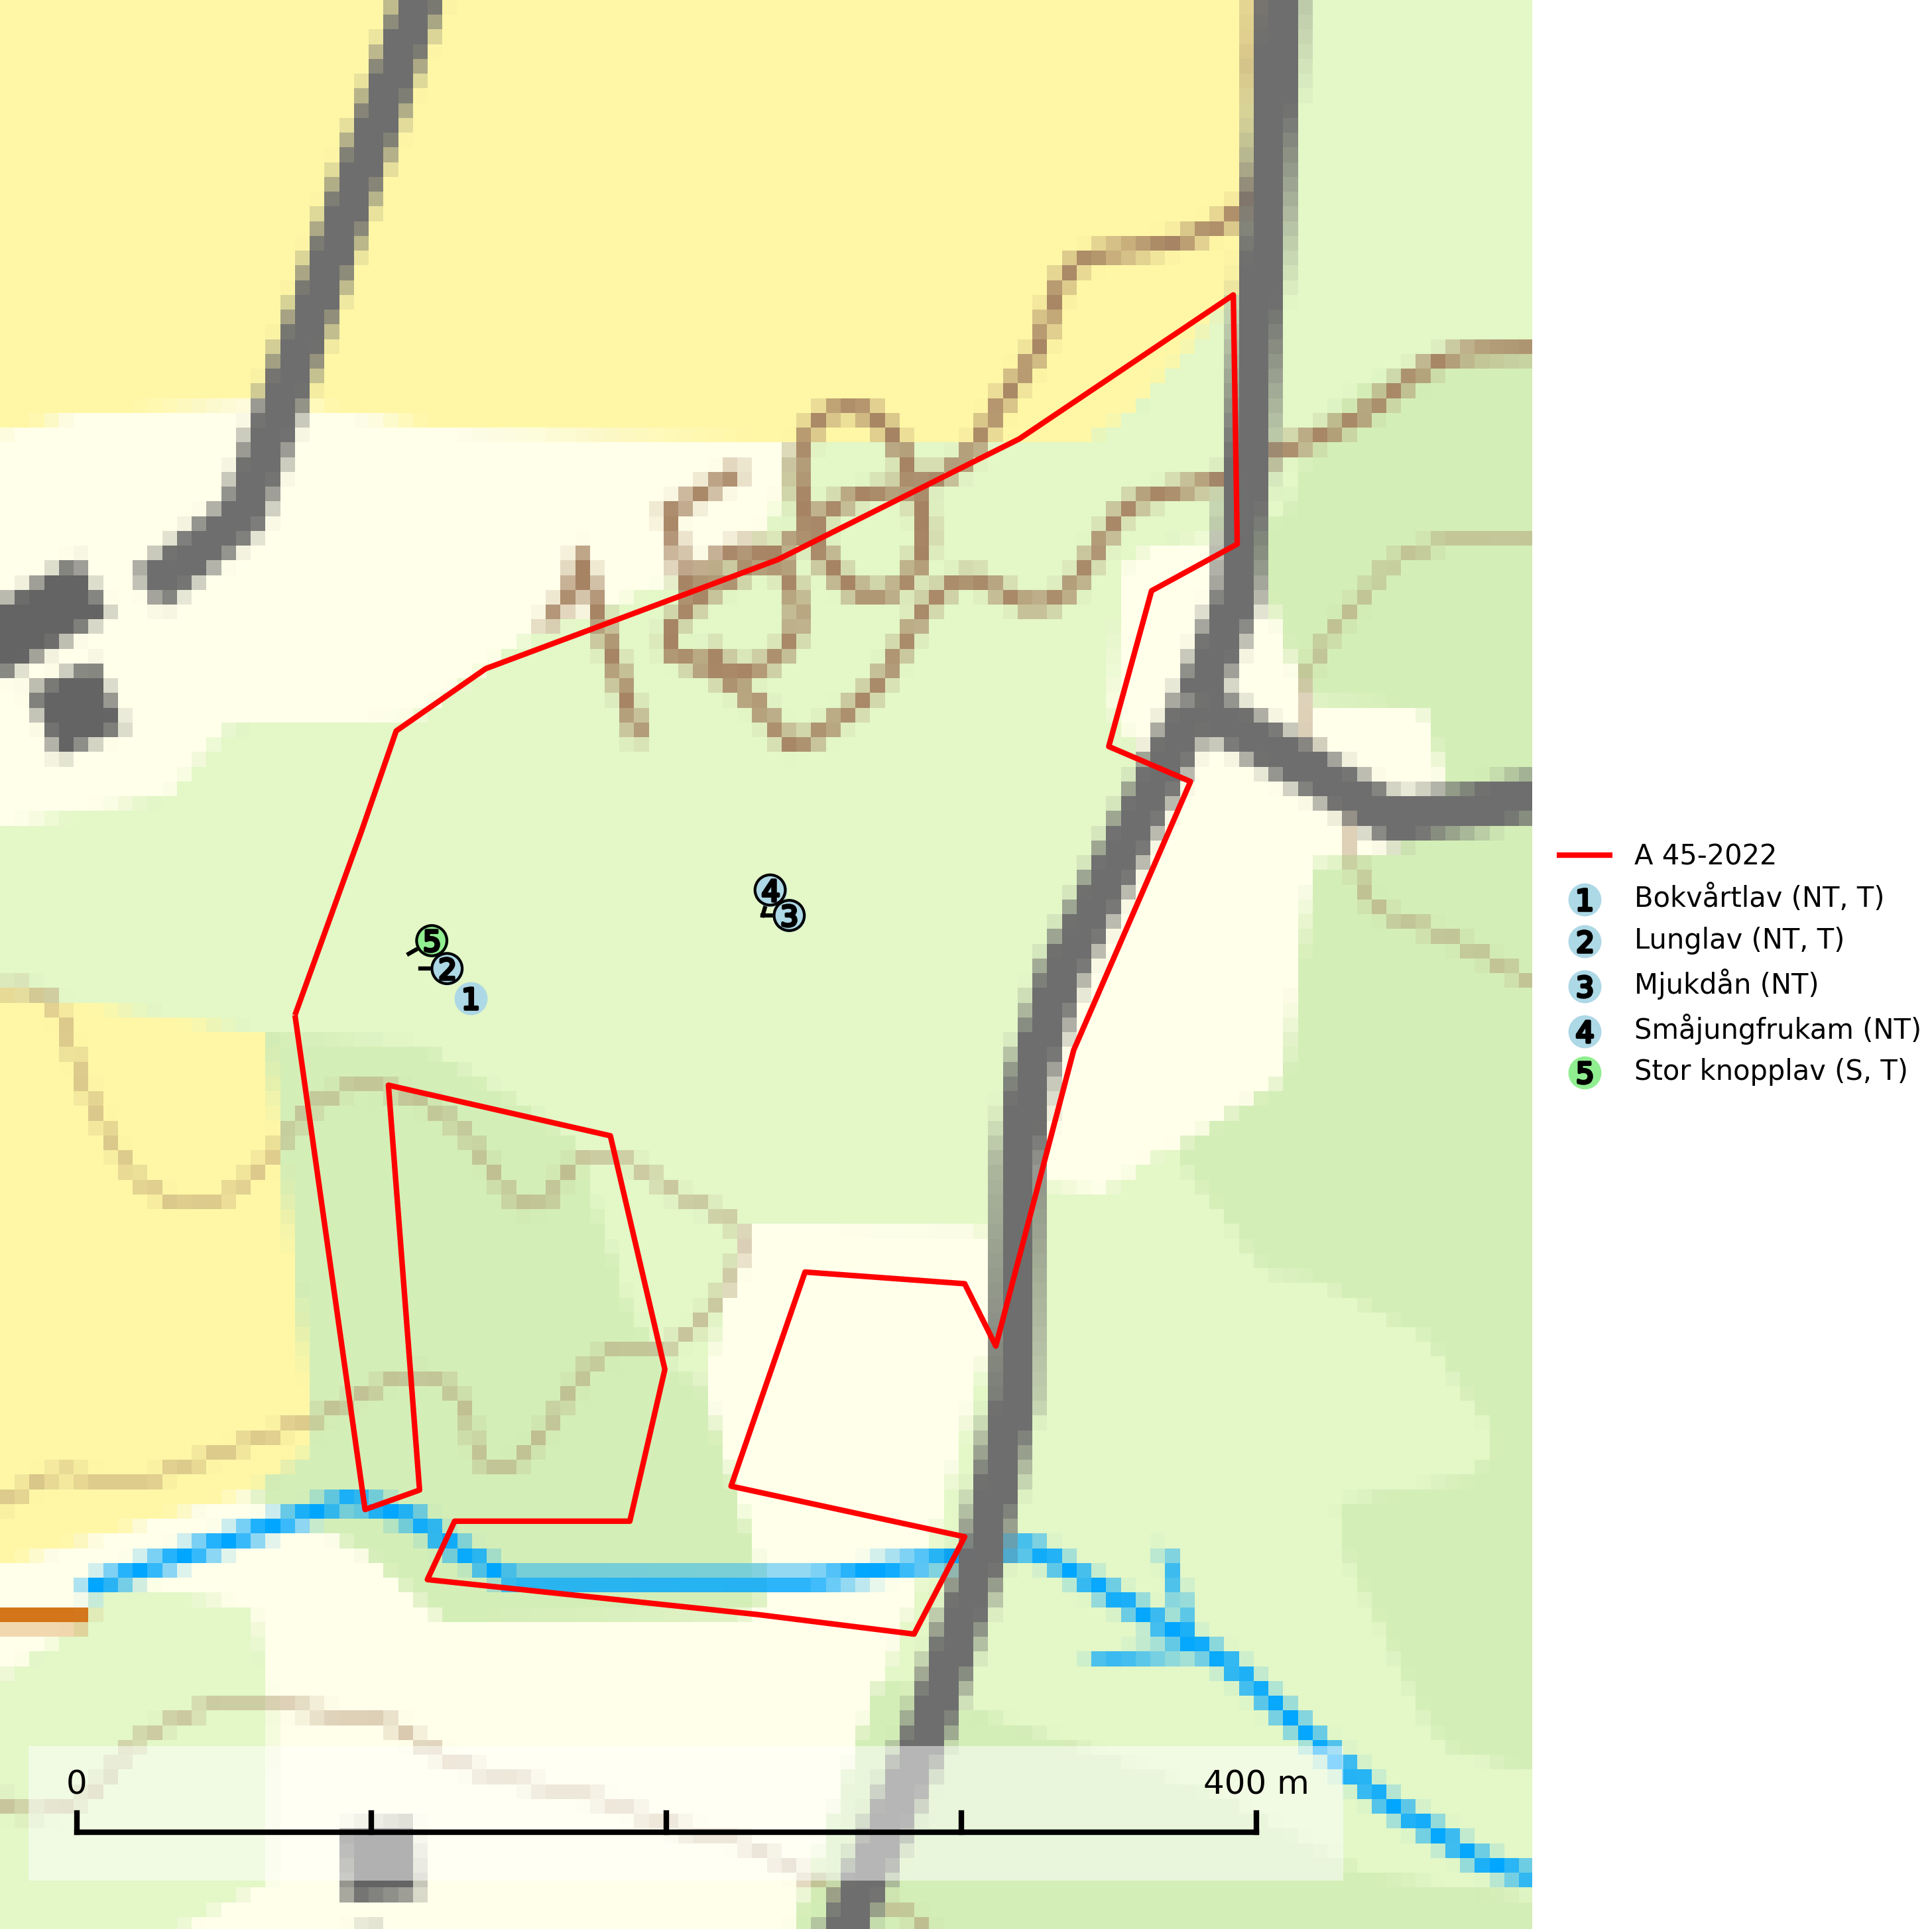 4
3
5
2
1
A 45-2022
1 Bokvårtlav (NT, T)
2 Lunglav (NT, T)
3 Mjukdån (NT)
4 Småjungfrukam (NT)
5 Stor knopplav (S, T)
0 400 m